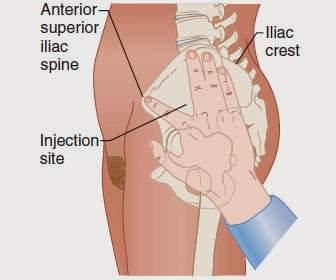 Anterior
superior
iliac
spine
Iliac
crest
Injection
site